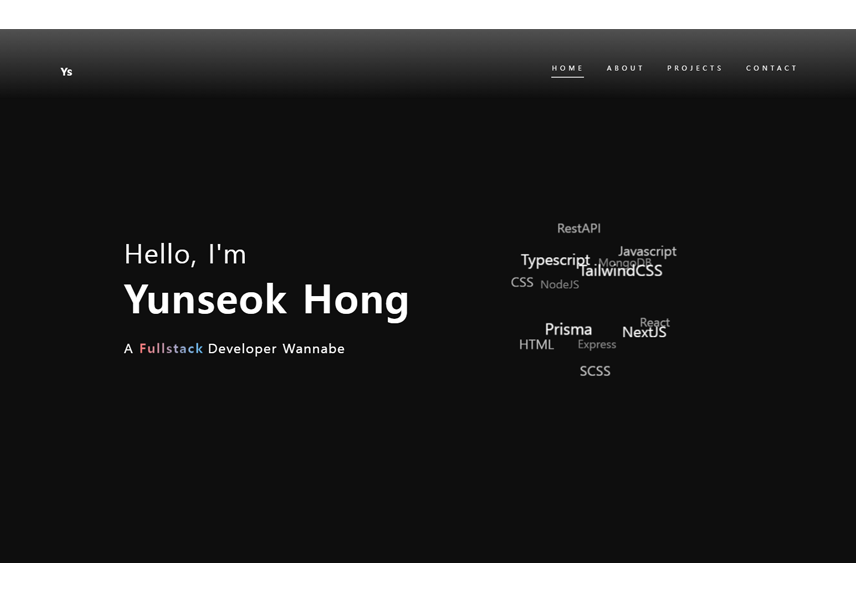 Ys
HOME ABOUT PROJECTS CONTACT
Hello, I'm
Yunseok Hong
A Fullstack Developer Wannabe
RestAPI
Javascript
Typescript
MongoDB
TailwindCSS
CSS
NodeJS
React
Prisma
NextJS
HTML
Express
SCSS